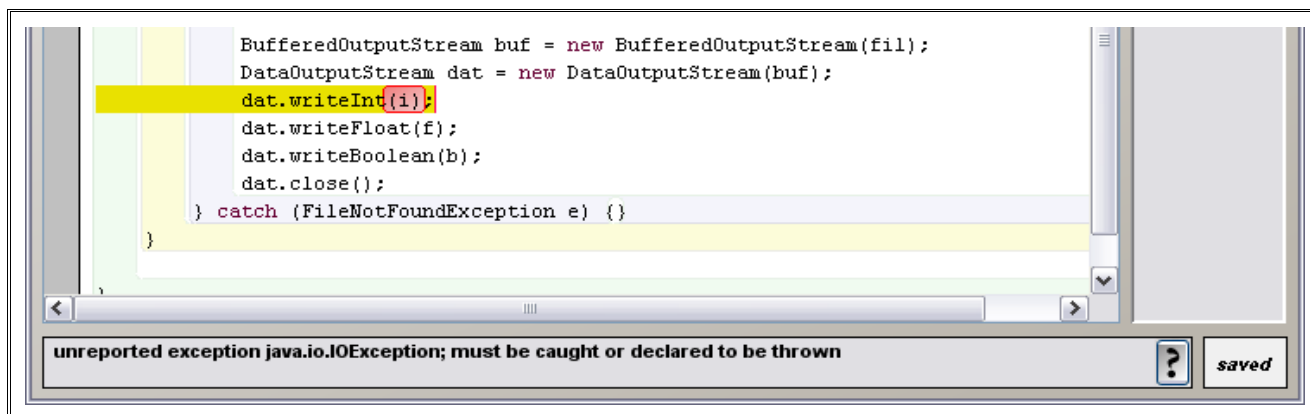 BufferedOutputStream buf = new BufferedOutputStream(fil);
DataOutputStream dat = new DataOutputStream(buf);
dat.writeInt(i);
dat.writeFloat(f);
dat.writeBoolean(b);
dat.close();
} catch (FileNotFoundException e) {}
}
unreported exception java.io.IOException; must be caught or declared to be thrown
?
saved